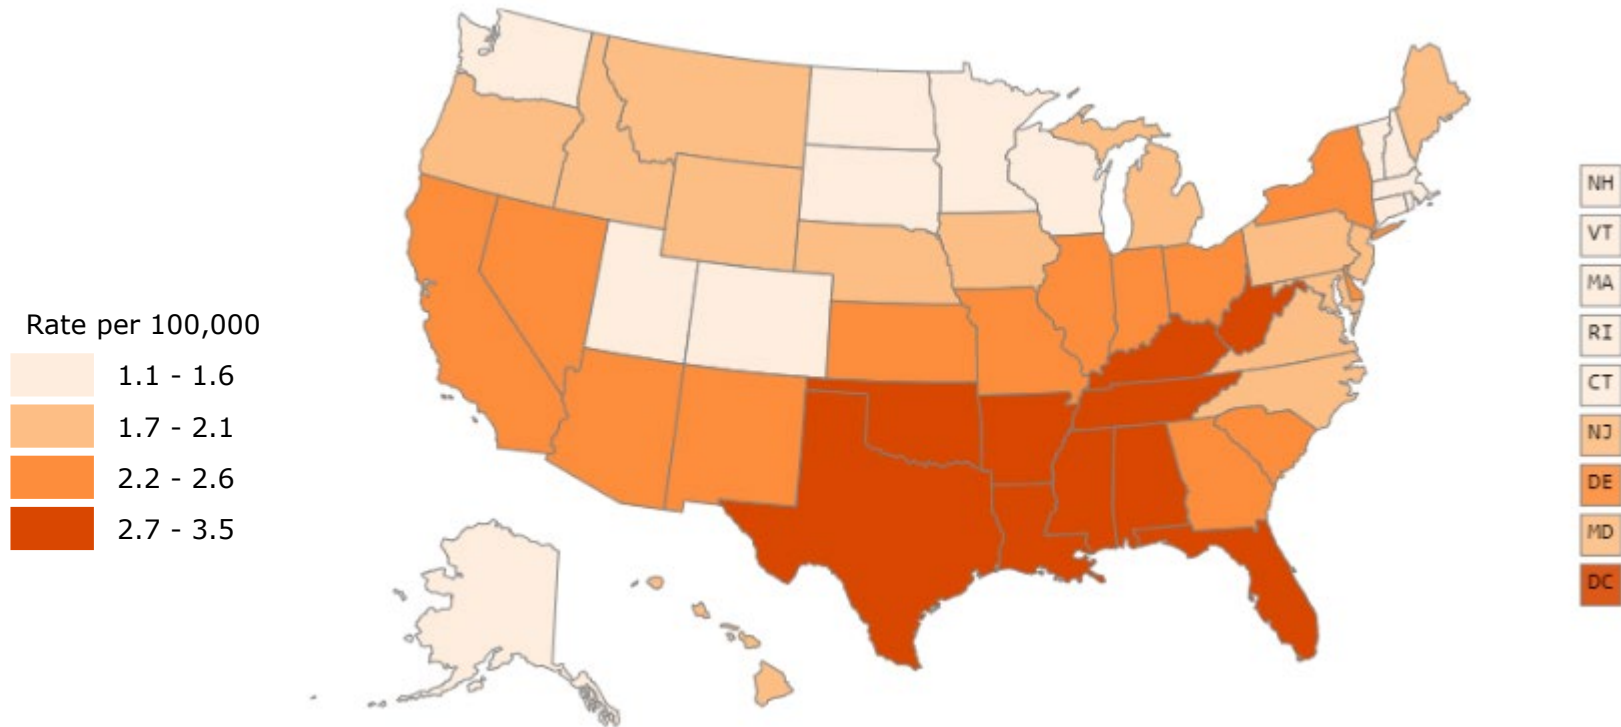 Rate per 100,000
1.1 - 1.6
1.7 - 2.1
2.2 - 2.6
2.7 - 3.5
NH
VT
MA
RI
CT
NJ
DE
MD
DC